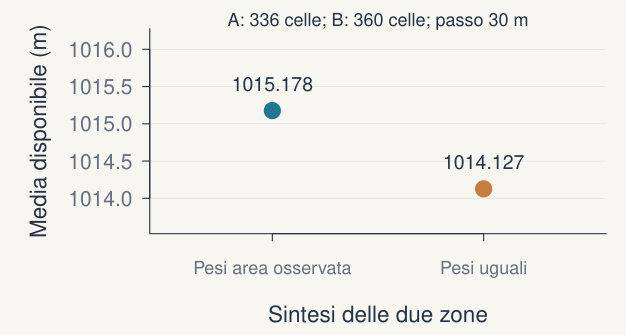 A: 336 celle; B: 360 celle; passo 30 m
Media disponibile (m)
1016.0
1015.5
1015.0
1014.5
1014.0
1015.178
1014.127
Pesi area osservata
Pesi uguali
Sintesi delle due zone